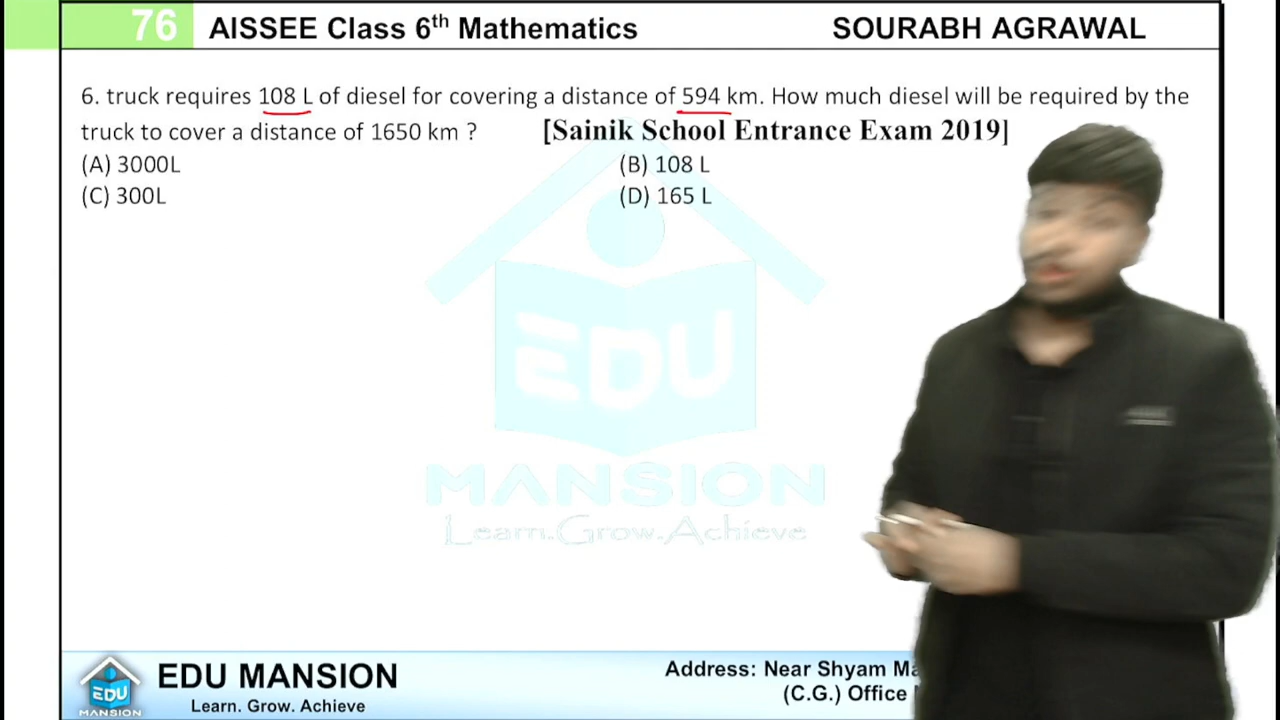 76 AISSEE Class 6th Mathematics SOURABH AGRAWAL
6. truck requires 108 L of diesel for covering a distance of 594 km. How much diesel will be required by the
truck to cover a distance of 1650 km ? [Sainik School Entrance Exam 2019]
(A) 3000L (B) 108 L
(C) 300L (D) 165 L
EDU
MANSION
Learn.Grow.Achieve
EDU MANSION
Learn. Grow. Achieve
EDU
MANSION
Address: Near Shyam
(C.G.) Office